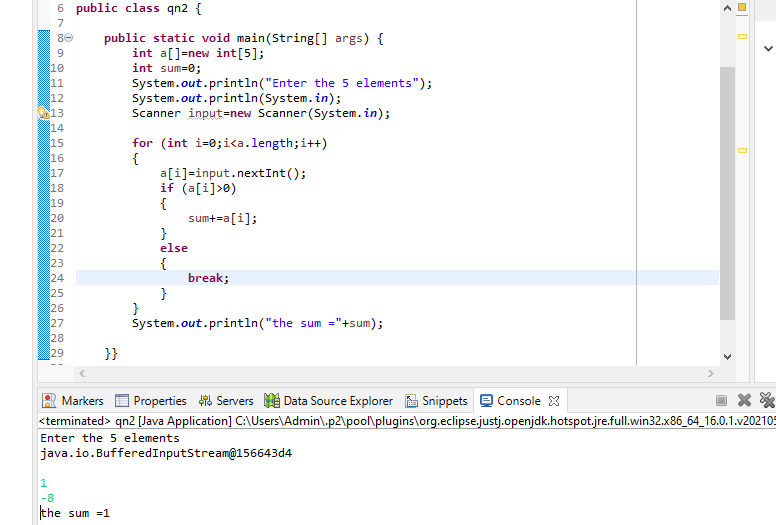 6 public class qn2 {
7
8 public static void main(String[] args) {
9 int a[]=new int[5];
10 int sum=0;
11 System.out.println("Enter the 5 elements");
12 System.out.println(System.in);
13 Scanner input=new Scanner(System.in);
14
15 for (int i=0;i<a.length;i++)
16 {
17 a[i]=input.nextInt();
18 if (a[i]>0)
19 {
20 sum+=a[i];
21 }
22 else
23 {
24 break;
25 }
26 }
27 System.out.println("the sum ="+sum);
28
29 }}
Markers Properties Servers Data Source Explorer Snippets Console
<terminated> qn2 [Java Application] C:\Users\Admin\.p2\pool\plugins\org.eclipse.justj.openjdk.hotspot.jre.full.win32.x86_64_16.0.1.v202105
Enter the 5 elements
java.io.BufferedInputStream@156643d4
1
-8
the sum =1